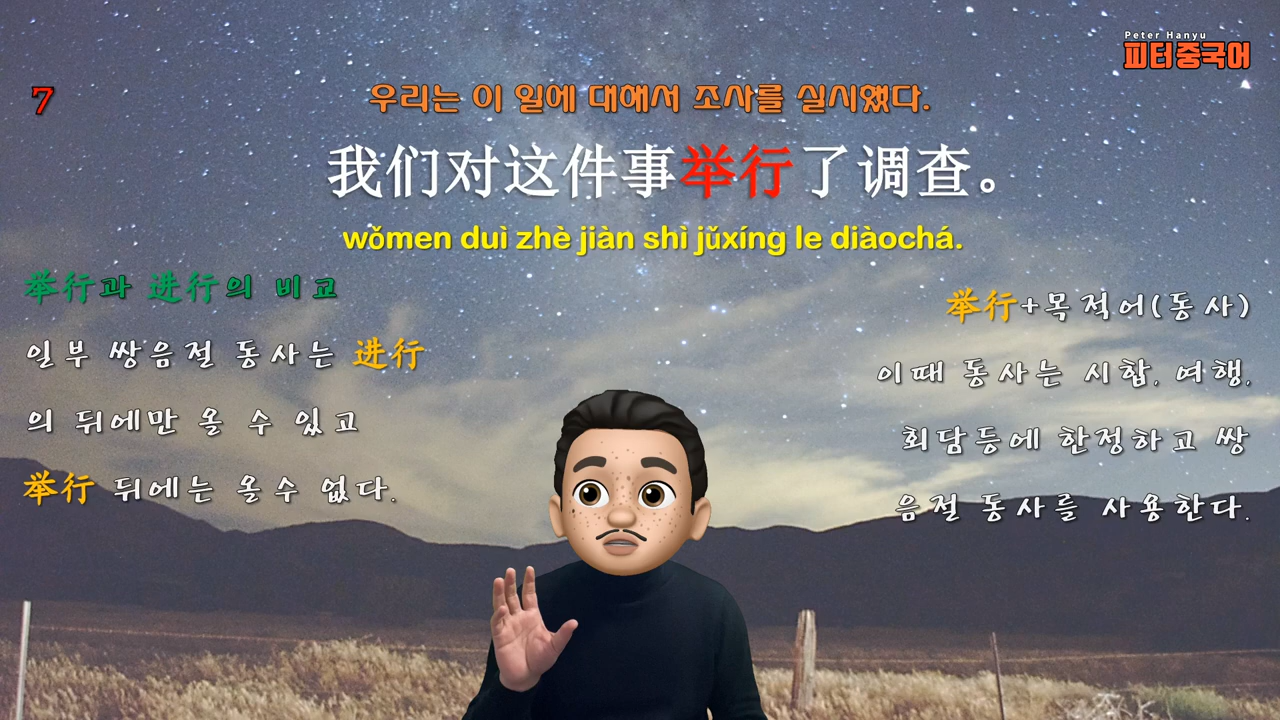 Peter Hanyu
피터중국어
7
우리는 이 일에 대해서 조사를 실시했다.
我们对这件事举行了调查。
wǒmen duì zhè jiàn shì jǔxíng le diàochá.
举行과 进行의 비교
일부 쌍음절 동사는 进行
의 뒤에만 올 수 있고
举行 뒤에는 올수 없다.
举行+목적어(동사)
이때 동사는 시합, 여행,
회담등에 한정하고 쌍
음절 동사를 사용한다.